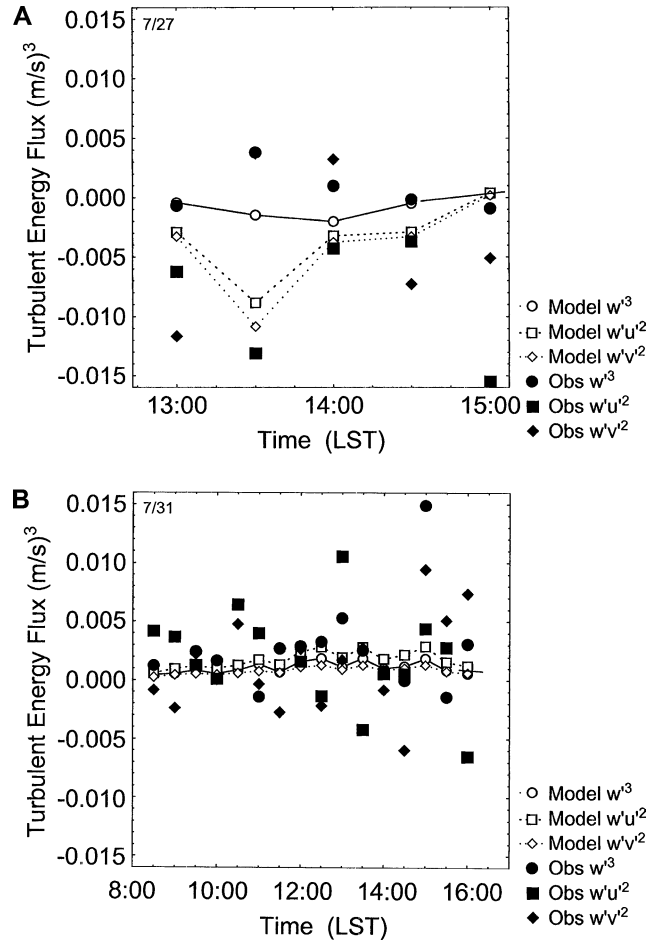 A
7/27
0.015
0.010
0.005
0.000
-0.005
-0.010
-0.015
Turbulent Energy Flux (m/s)³
13:00 14:00 15:00
Time (LST)
Model w'³
Model w'u'²
Model w'v'²
Obs w'³
Obs w'u'²
Obs w'v'²
B
7/31
0.015
0.010
0.005
0.000
-0.005
-0.010
-0.015
Turbulent Energy Flux (m/s)³
8:00 10:00 12:00 14:00 16:00
Time (LST)
Model w'³
Model w'u'²
Model w'v'²
Obs w'³
Obs w'u'²
Obs w'v'²